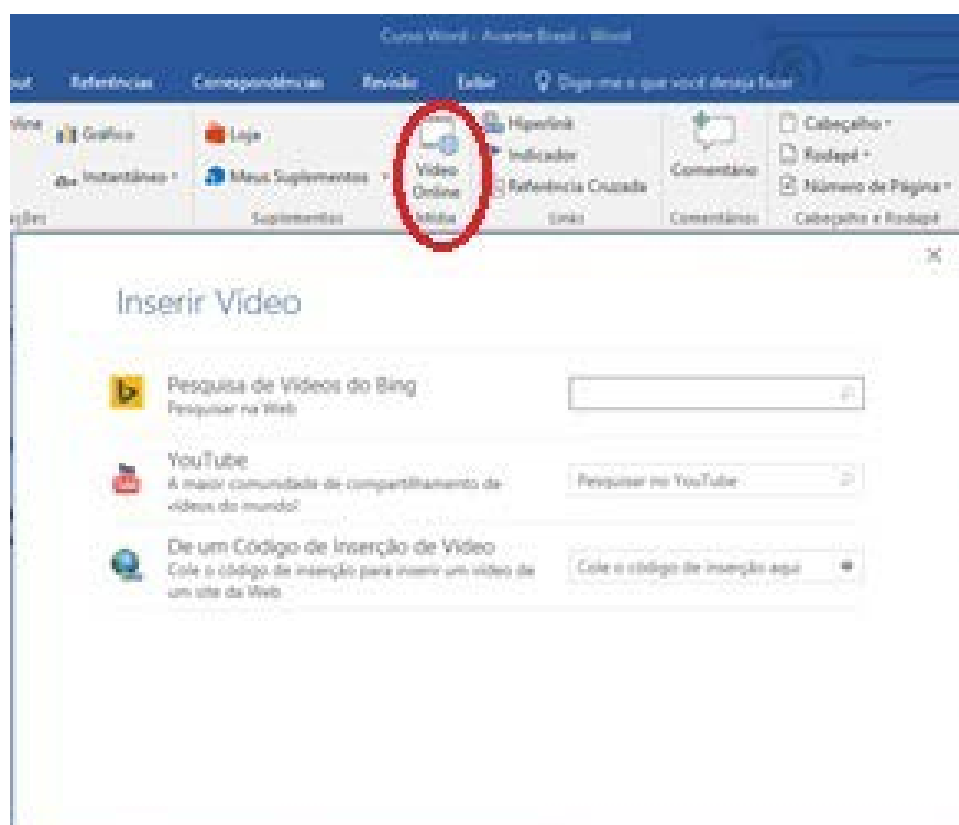 Curso Word - Avante Brasil - Word
out Referências Correspondências Revisão Exibir Diga-me o que você deseja fazer
Gráfico
Instantâneo
Loja
Meus Suplementos
Vídeo
Online
Hiperlink
Indicador
Referência Cruzada
Comentário
Cabeçalho
Rodapé
Número de Página
ações Suplementos Mídia Links Comentários Cabeçalho e Rodapé
Inserir Vídeo
Pesquisa de Vídeos do Bing
Pesquisar na Web
YouTube
A maior comunidade de compartilhamento de
vídeos do mundo!
Pesquisar no YouTube
De um Código de Inserção de Vídeo
Cole o código de inserção para inserir um vídeo de
um site da Web
Cole o código de inserção aqui